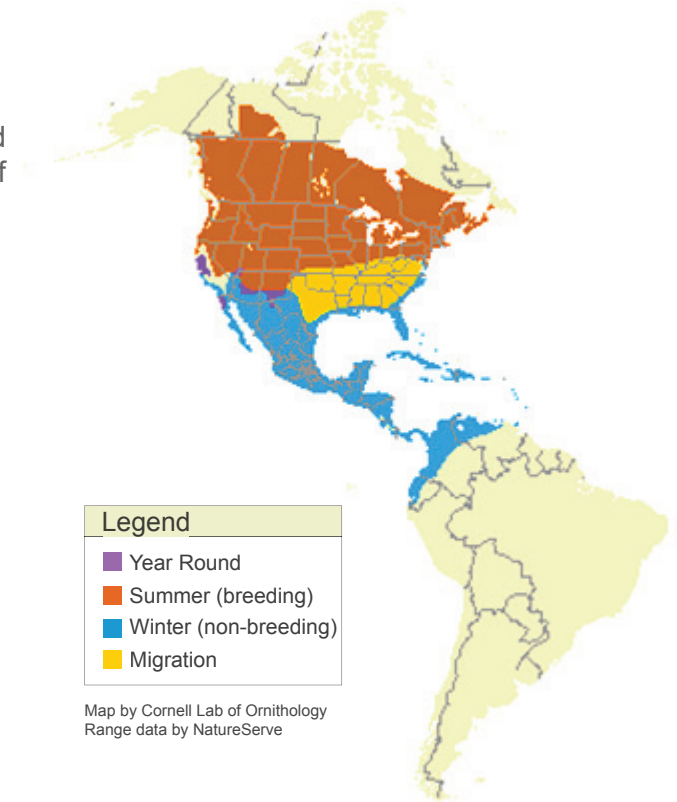 d
f
Legend
Year Round
Summer (breeding)
Winter (non-breeding)
Migration
Map by Cornell Lab of Ornithology
Range data by NatureServe